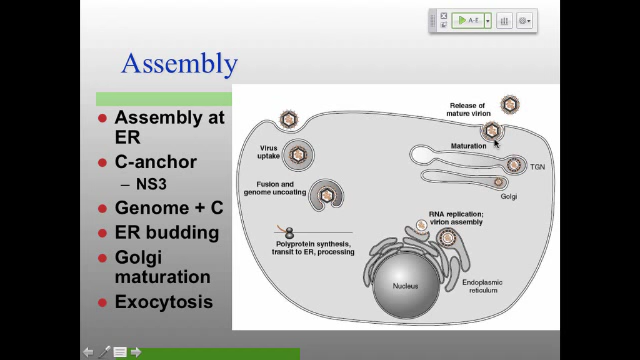 A-E
Assembly
Assembly at
ER
C-anchor
– NS3
Genome + C
ER budding
Golgi
maturation
Exocytosis
Release of
mature virion
Maturation
TGN
Golgi
Virus
uptake
Fusion and
genome uncoating
RNA replication;
virion assembly
Polyprotein synthesis,
transit to ER, processing
Nucleus
Endoplasmic
reticulum